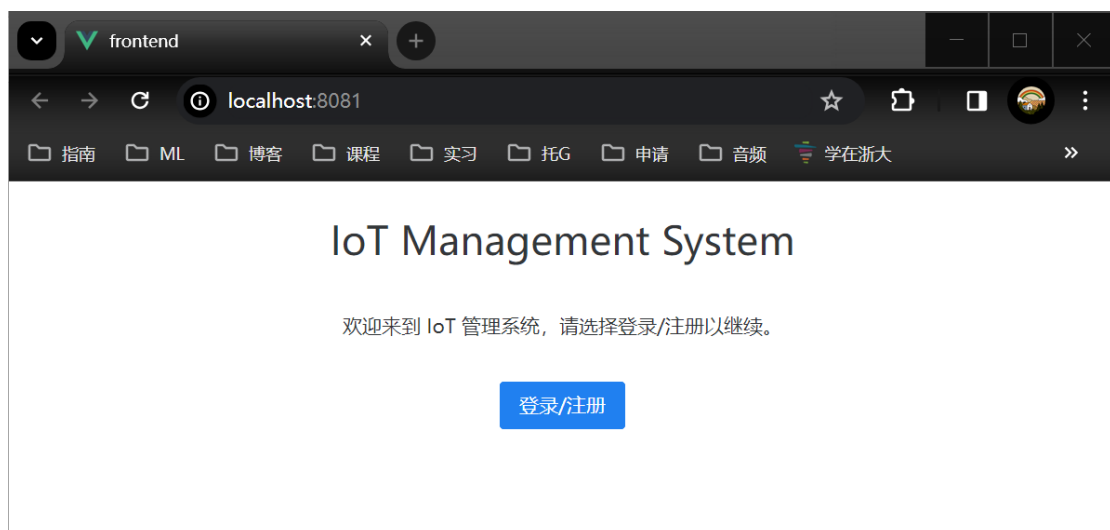 frontend
localhost:8081
指南 ML 博客 课程 实习 托G 申请 音频 学在浙大
IoT Management System
欢迎来到 IoT 管理系统，请选择登录/注册以继续。
登录/注册